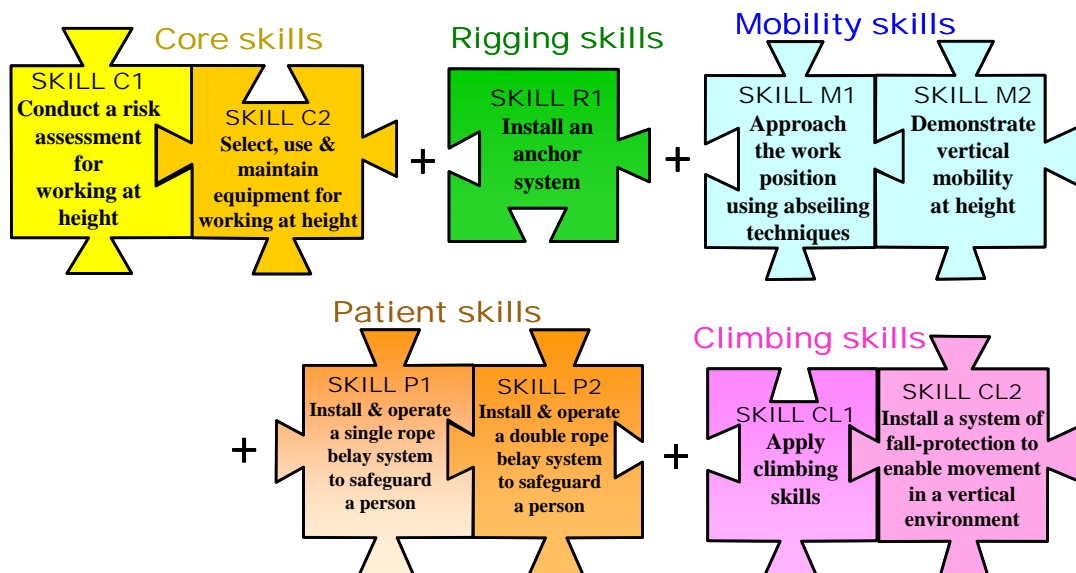 Core skills
SKILL C1
Conduct a risk
assessment
for
working at
height
SKILL C2
Select, use &
maintain
equipment for
working at height
+
Rigging skills
SKILL R1
Install an
anchor
system
+
Mobility skills
SKILL M1
Approach
the work
position
using abseiling
techniques
SKILL M2
Demonstrate
vertical
mobility
at height
+
Patient skills
SKILL P1
Install & operate
a single rope
belay system
to safeguard
a person
SKILL P2
Install & operate
a double rope
belay system
to safeguard
a person
+
Climbing skills
SKILL CL1
Apply
climbing
skills
SKILL CL2
Install a system of
fall-protection to
enable movement
in a vertical
environment